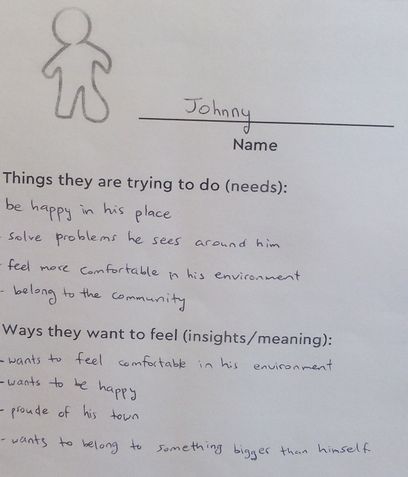 Johnny
Name
Things they are trying to do (needs):
be happy in his place
- solve problems he sees around him
- feel more comfortable in his environment
- belong to the community
Ways they want to feel (insights/meaning):
- wants to feel comfortable in his environment
- wants to be happy
- proude of his town
- wants to belong to something bigger than himself